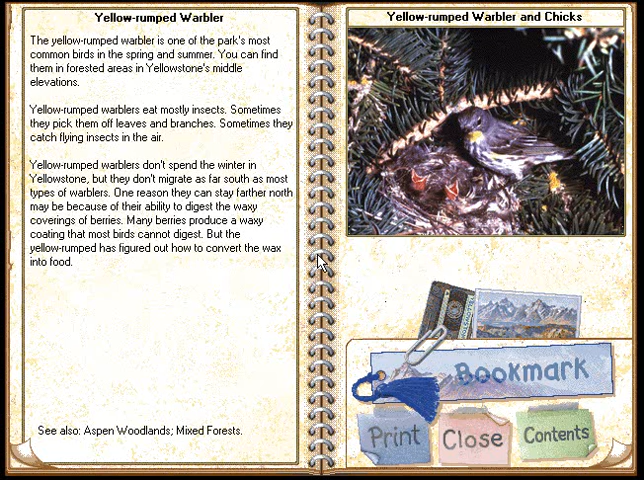 Yellow-rumped Warbler
The yellow-rumped warbler is one of the park's most
common birds in the spring and summer. You can find
them in forested areas in Yellowstone's middle
elevations.
Yellow-rumped warblers eat mostly insects. Sometimes
they pick them off leaves and branches. Sometimes they
catch flying insects in the air.
Yellow-rumped warblers don't spend the winter in
Yellowstone, but they don't migrate as far south as most
types of warblers. One reason they can stay farther north
may be because of their ability to digest the waxy
coverings of berries. Many berries produce a waxy
coating that most birds cannot digest. But the
yellow-rumped has figured out how to convert the wax
into food.
See also: Aspen Woodlands; Mixed Forests.
Yellow-rumped Warbler and Chicks
Bookmark
Print
Close
Contents